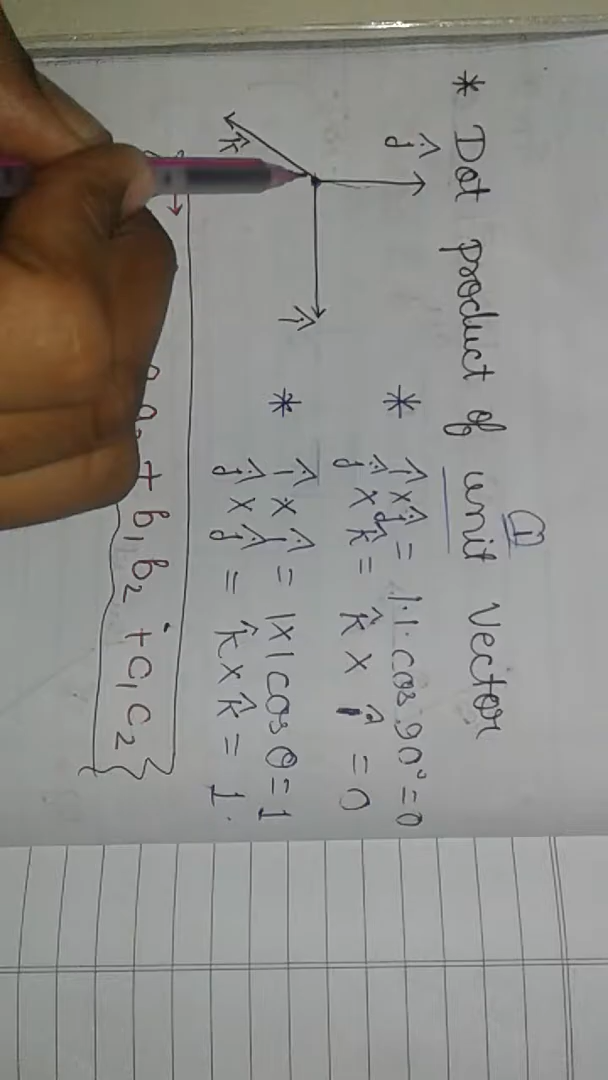 * Dot product of unit vector
(1)
ĵ
k̂
î
* î × ĵ = 1.1. cos 90° = 0
ĵ × k̂ = k̂ × î = 0
* î × î = 1×1 cos θ = 1
ĵ × ĵ = k̂ × k̂ = 1.
+ b₁b₂ + c₁c₂}